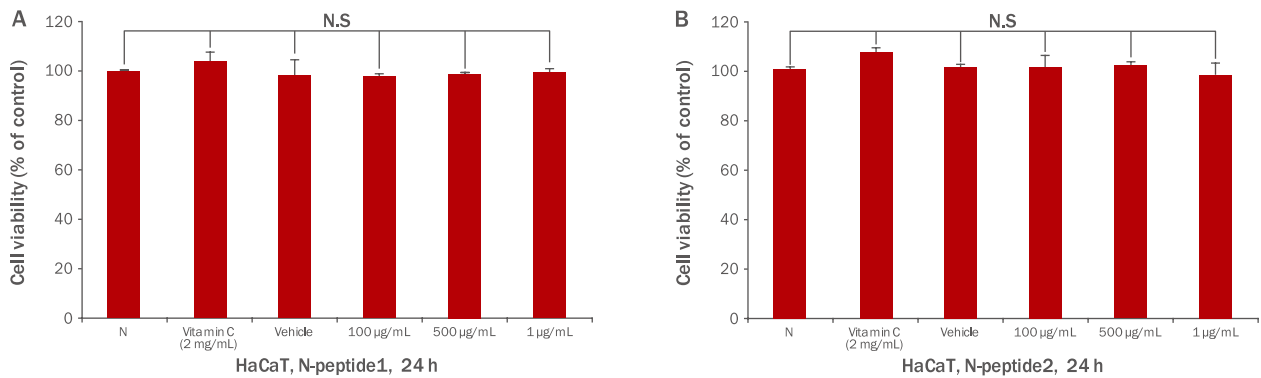 A
N.S
120
100
80
60
40
20
0
Cell viability (% of control)
N
Vitamin C
(2 mg/mL)
Vehicle
100 µg/mL
500 µg/mL
1 µg/mL
HaCaT, N-peptide1, 24 h
B
N.S
120
100
80
60
40
20
0
Cell viability (% of control)
N
Vitamin C
(2 mg/mL)
Vehicle
100 µg/mL
500 µg/mL
1 µg/mL
HaCaT, N-peptide2, 24 h